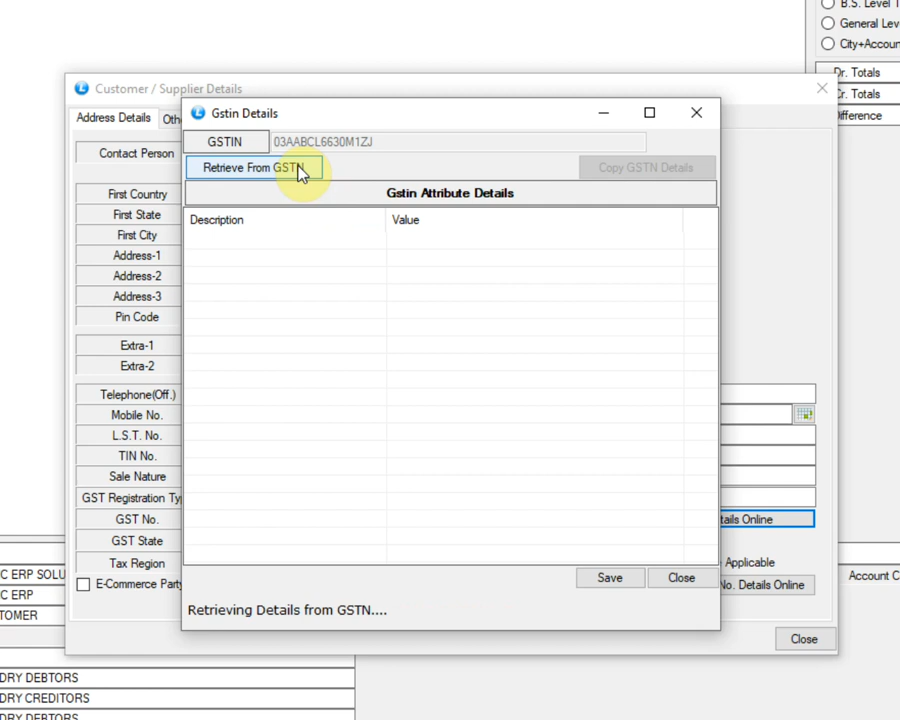 B.S. Level
General Lev
City+Accoun
Dr. Totals
Cr. Totals
ifference
Customer / Supplier Details
Address Details
Oth
Contact Person
First Country
First State
First City
Address-1
Address-2
Address-3
Pin Code
Extra-1
Extra-2
Telephone(Off.)
Mobile No.
L.S.T. No.
TIN No.
Sale Nature
GST Registration Ty
GST No.
GST State
Tax Region
E-Commerce Party
Gstin Details
GSTIN 03AABCL6630M1ZJ
Retrieve From GSTN
Copy GSTN Details
Gstin Attribute Details
Description Value
Save Close
Retrieving Details from GSTN....
tails Online
Applicable
No. Details Online
Close
C ERP SOLU
C ERP
TOMER
Account C
DRY DEBTORS
DRY CREDITORS
DRY DEBTORS